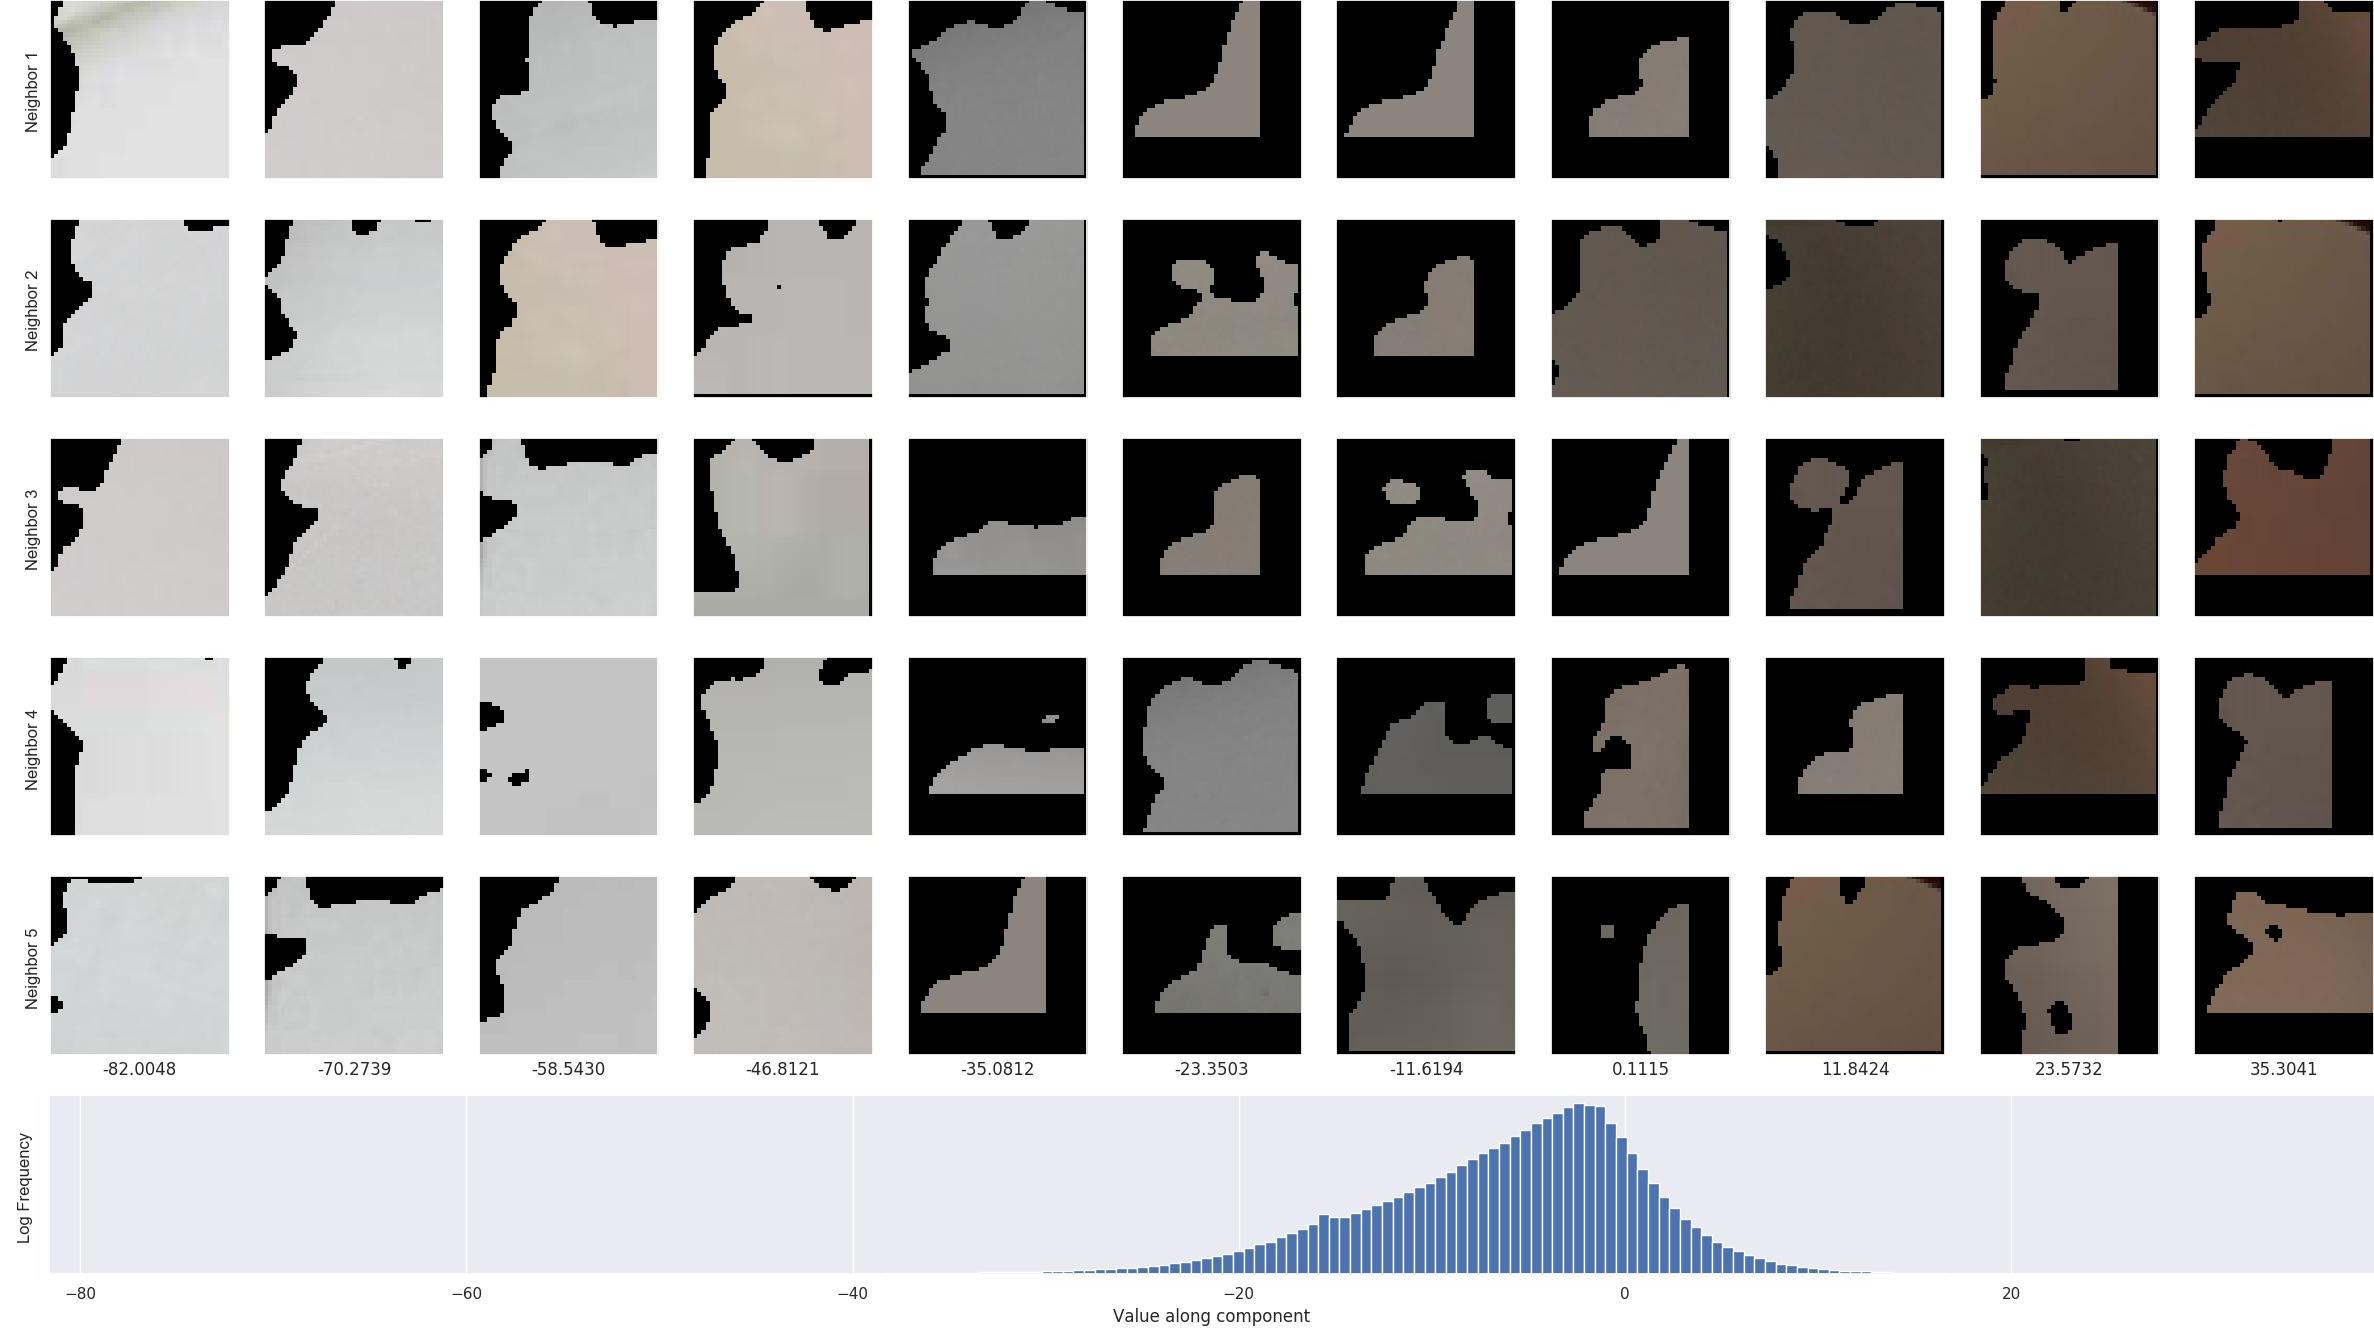 Neighbor 1
Neighbor 2
Neighbor 3
Neighbor 4
Neighbor 5
-82.0048 -70.2739 -58.5430 -46.8121 -35.0812 -23.3503 -11.6194 0.1115 11.8424 23.5732 35.3041
Log Frequency
−80 −60 −40 −20 0 20
Value along component